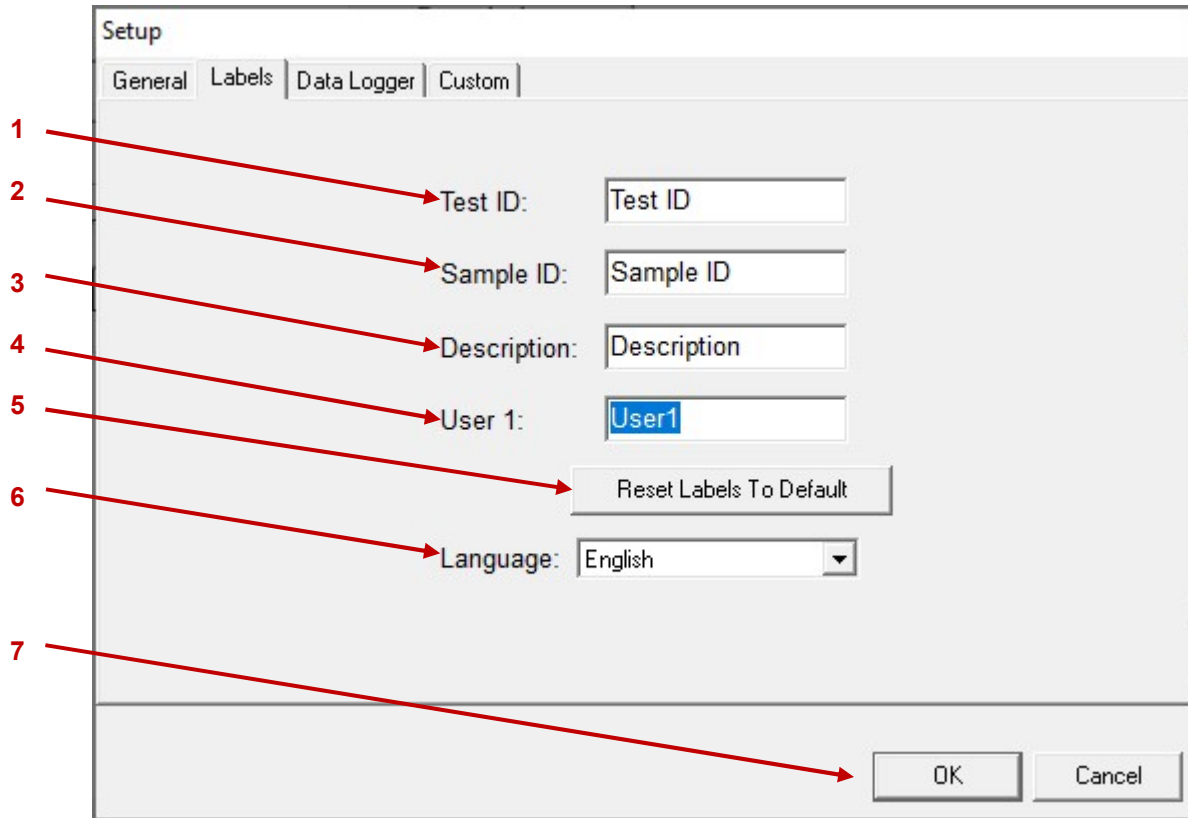 Setup
General Labels Data Logger Custom
1
Test ID: Test ID
2
Sample ID: Sample ID
3
Description: Description
4
User 1: User1
5
Reset Labels To Default
6
Language: English
7
OK Cancel